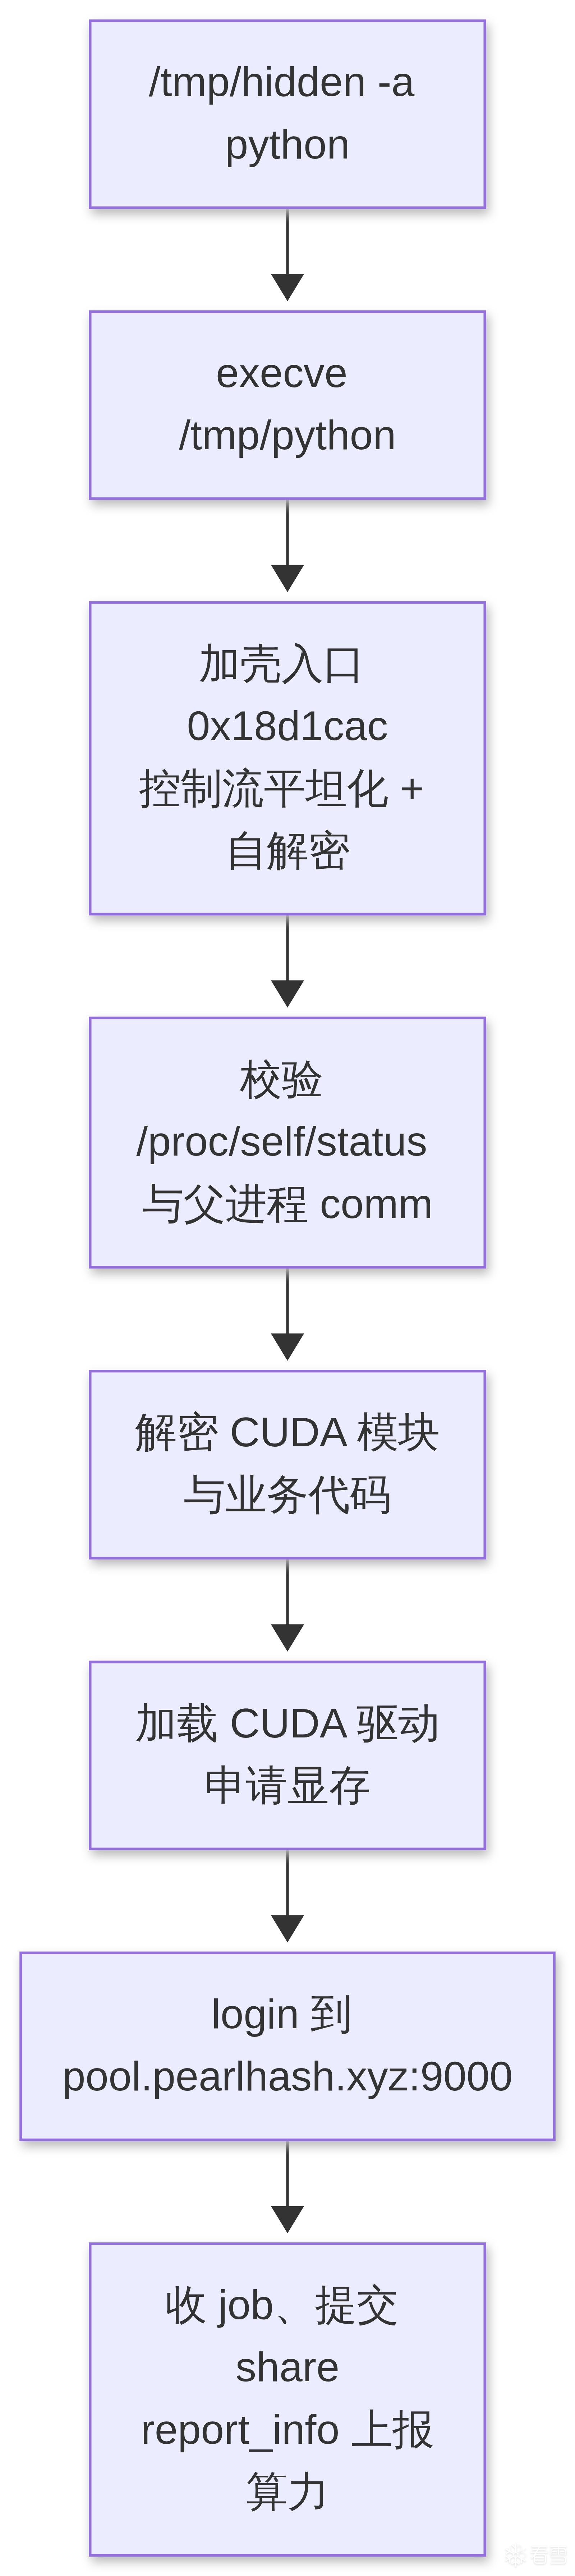 /tmp/hidden -a
python
execve
/tmp/python
加壳入口
0x18d1cac
控制流平坦化 +
自解密
校验
/proc/self/status
与父进程 comm
解密 CUDA 模块
与业务代码
加载 CUDA 驱动
申请显存
login 到
pool.pearlhash.xyz:9000
收 job、提交
share
report_info 上报
算力
看雪